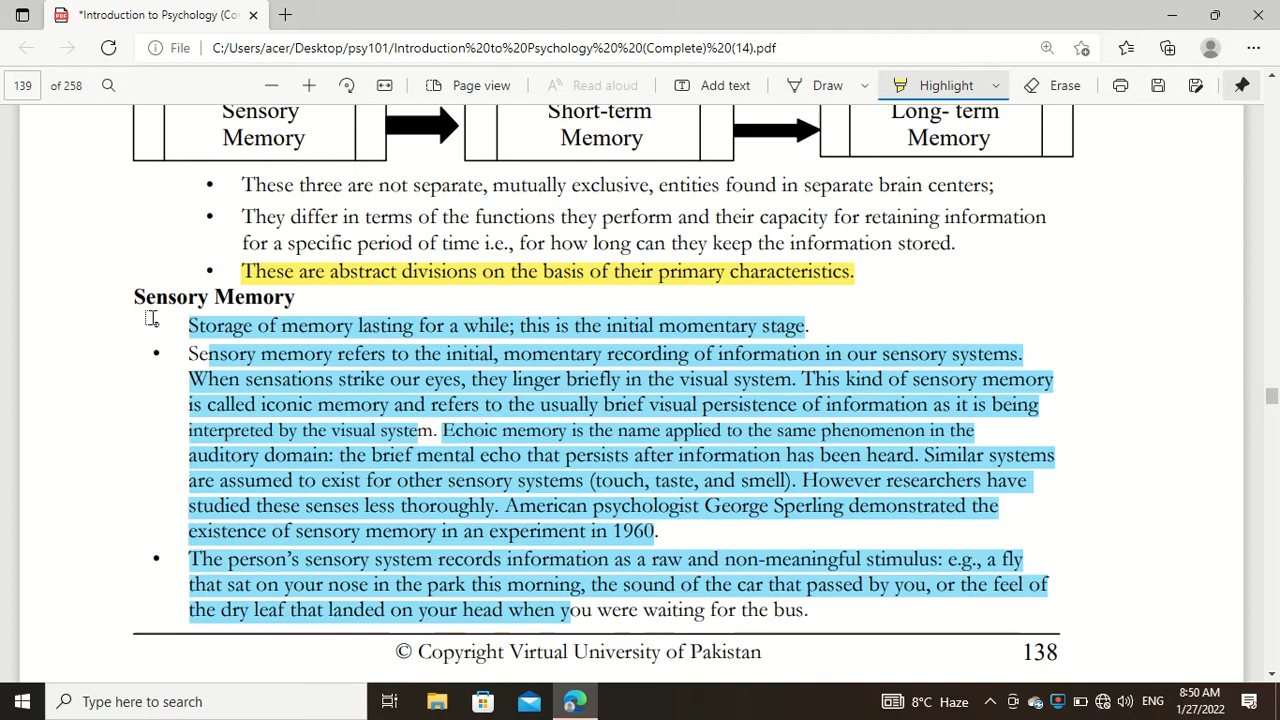 *Introduction to Psychology (Co
File
C:/Users/acer/Desktop/psy101/Introduction%20to%20Psychology%20%20(Complete)%20(14).pdf
139 of 258
Page view
Read aloud
Add text
Draw
Highlight
Erase
Sensory Memory
Short-term Memory
Long- term Memory
• These three are not separate, mutually exclusive, entities found in separate brain centers;
• They differ in terms of the functions they perform and their capacity for retaining information
for a specific period of time i.e., for how long can they keep the information stored.
• These are abstract divisions on the basis of their primary characteristics.
Sensory Memory
Storage of memory lasting for a while; this is the initial momentary stage.
• Sensory memory refers to the initial, momentary recording of information in our sensory systems.
When sensations strike our eyes, they linger briefly in the visual system. This kind of sensory memory
is called iconic memory and refers to the usually brief visual persistence of information as it is being
interpreted by the visual system. Echoic memory is the name applied to the same phenomenon in the
auditory domain: the brief mental echo that persists after information has been heard. Similar systems
are assumed to exist for other sensory systems (touch, taste, and smell). However researchers have
studied these senses less thoroughly. American psychologist George Sperling demonstrated the
existence of sensory memory in an experiment in 1960.
• The person's sensory system records information as a raw and non-meaningful stimulus: e.g., a fly
that sat on your nose in the park this morning, the sound of the car that passed by you, or the feel of
the dry leaf that landed on your head when you were waiting for the bus.
© Copyright Virtual University of Pakistan
138
Type here to search
8°C Haze
ENG
8:50 AM
1/27/2022